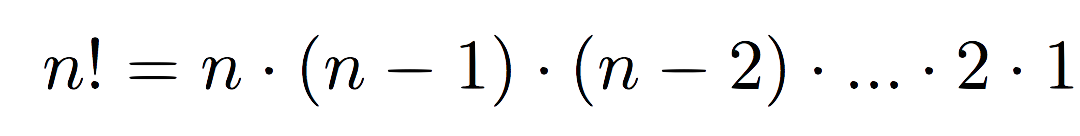 n! = n · (n − 1) · (n − 2) · ... · 2 · 1